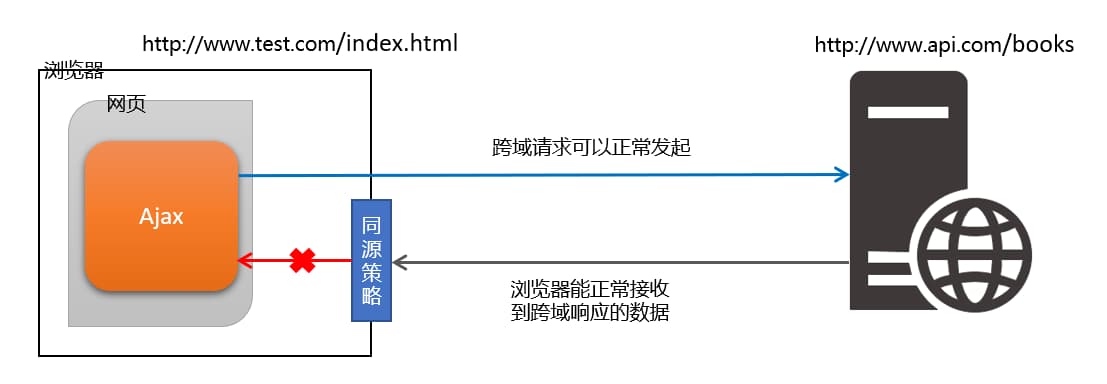 http://www.test.com/index.html
http://www.api.com/books
浏览器
网页
跨域请求可以正常发起
Ajax
同
源
策
略
浏览器能正常接收
到跨域响应的数据